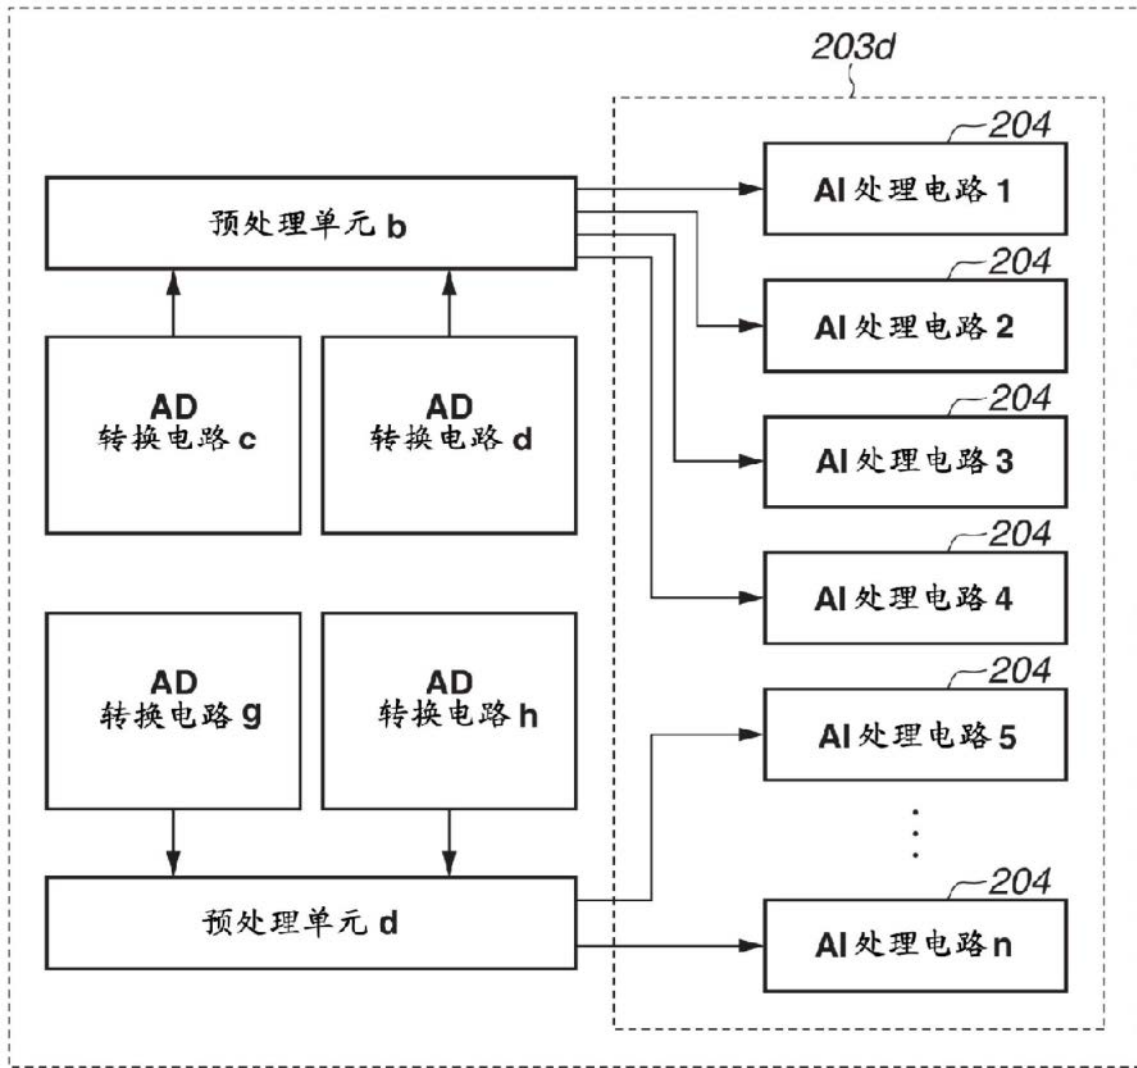 203d
204
AI 处理电路 1
预处理单元 b
204
AI 处理电路 2
AD
转换电路 c
AD
转换电路 d
204
AI 处理电路 3
204
AI 处理电路 4
AD
转换电路 g
AD
转换电路 h
204
AI 处理电路 5
预处理单元 d
204
AI 处理电路 n